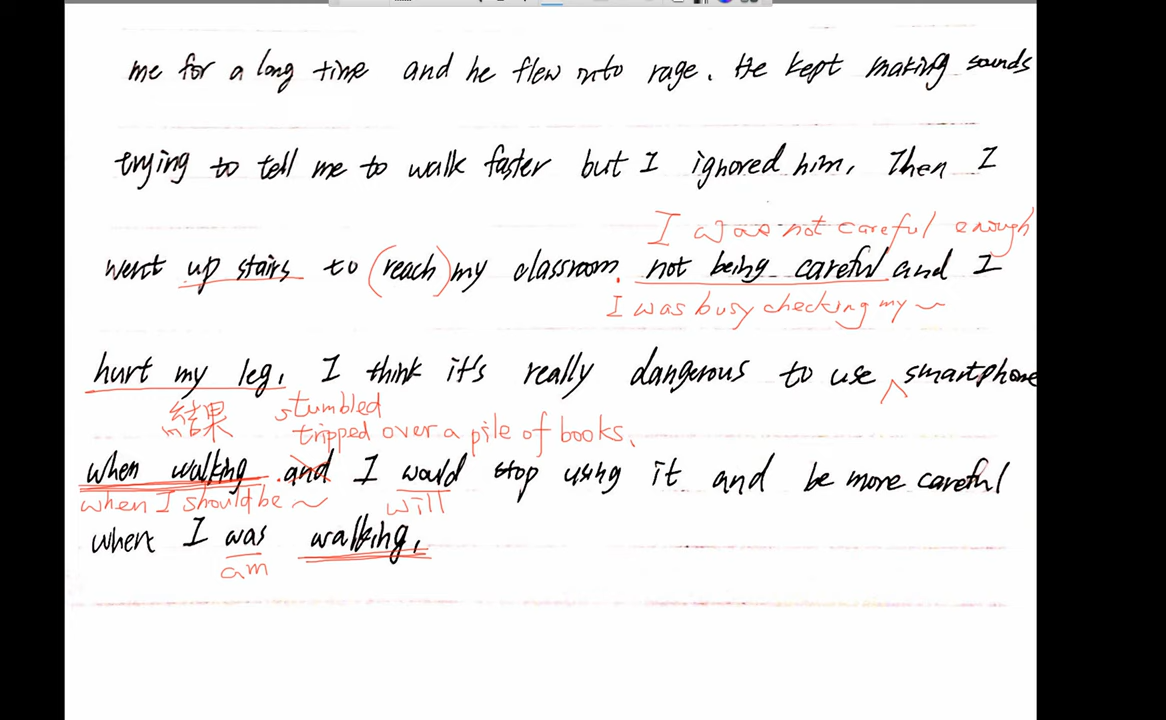 me for a long time and he flew into rage. He kept making sounds
trying to tell me to walk faster but I ignored him. Then I
I was not careful enough
went up stairs to (reach) my classroom. not being careful and I
I was busy checking my ~
hurt my leg. I think it's really dangerous to use ^ smartphone
結果 stumbled
tripped over a pile of books.
when walking . and I would stop using it and be more careful
when I should be ~ will
when I was walking.
am